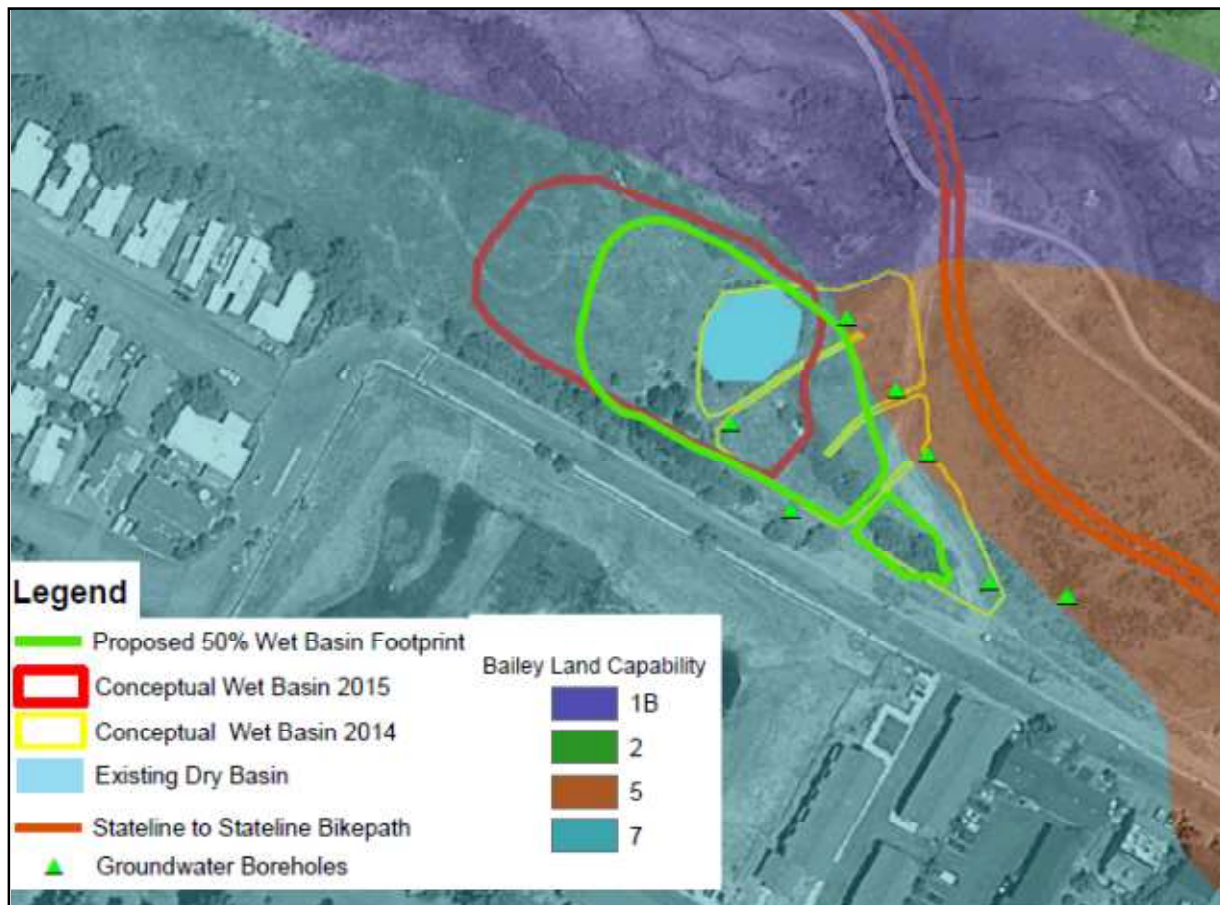 Legend
Proposed 50% Wet Basin Footprint
Conceptual Wet Basin 2015
Conceptual Wet Basin 2014
Existing Dry Basin
Stateline to Stateline Bikepath
Groundwater Boreholes
Bailey Land Capability
1B
2
5
7